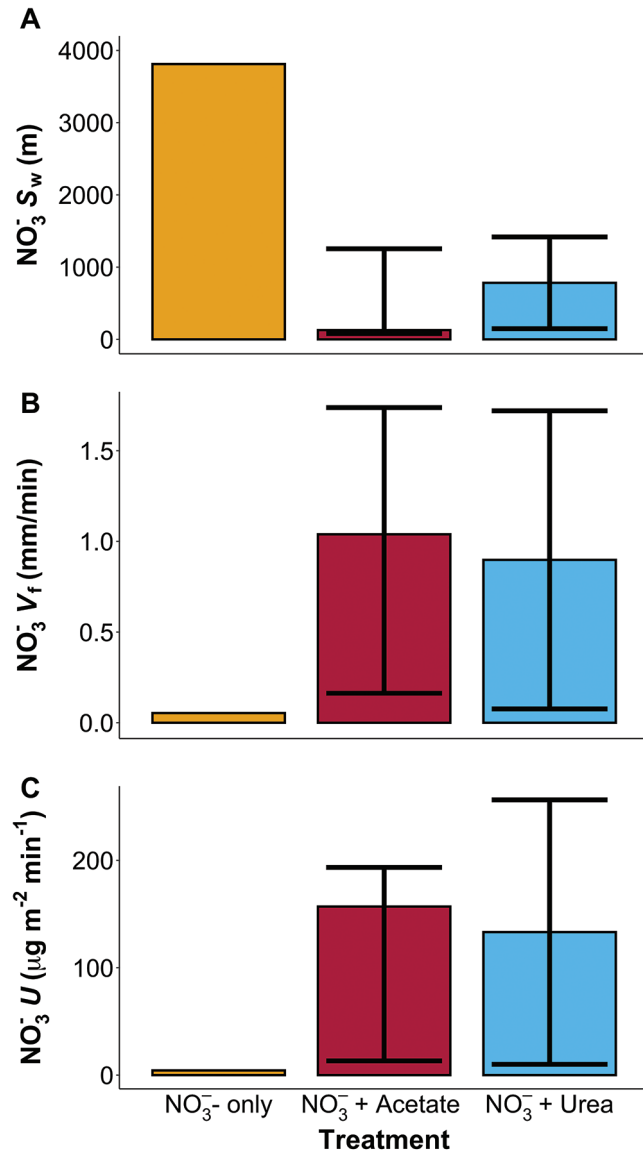 A
NO₃⁻ Sw (m)
4000
3000
2000
1000
0
B
NO₃⁻ Vf (mm/min)
1.5
1.0
0.5
0.0
C
NO₃⁻ U (μg m⁻² min⁻¹)
200
100
0
NO₃⁻- only NO₃⁻ + Acetate NO₃⁻ + Urea
Treatment